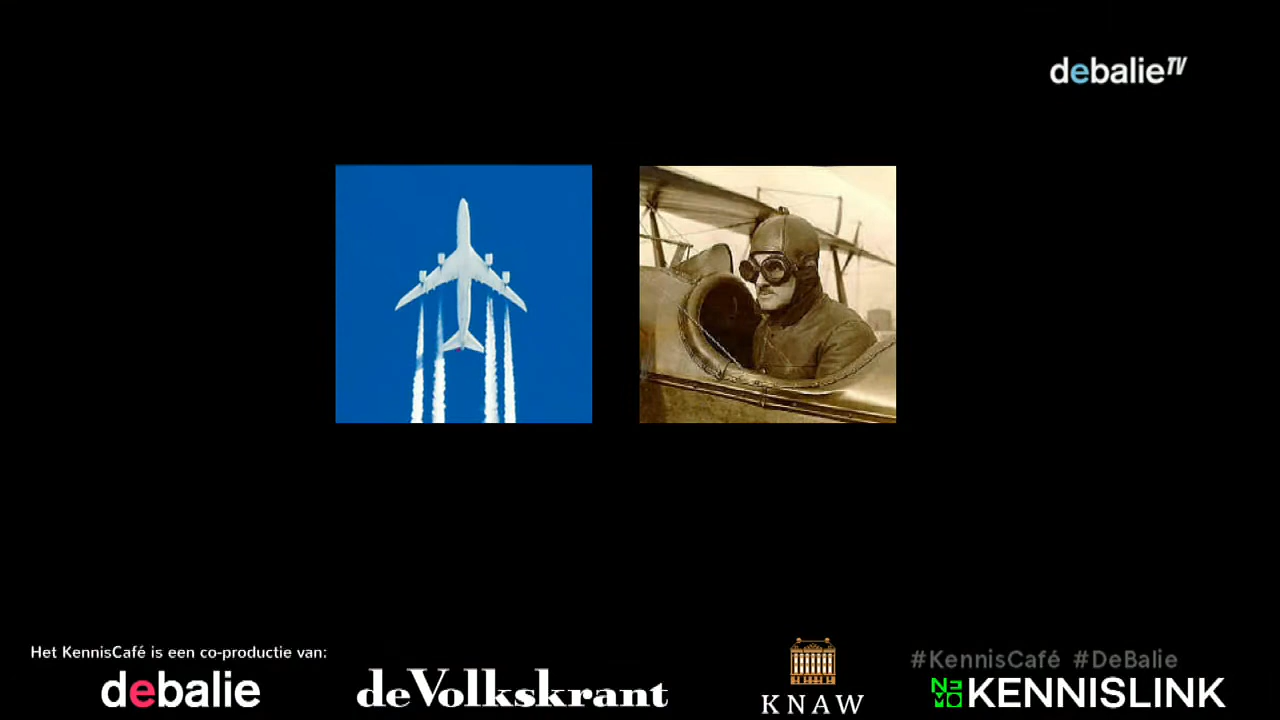 debalieTV
Het KennisCafé is een co-productie van:
debalie
deVolkskrant
KNAW
#KennisCafé #DeBalie
NEMO KENNISLINK